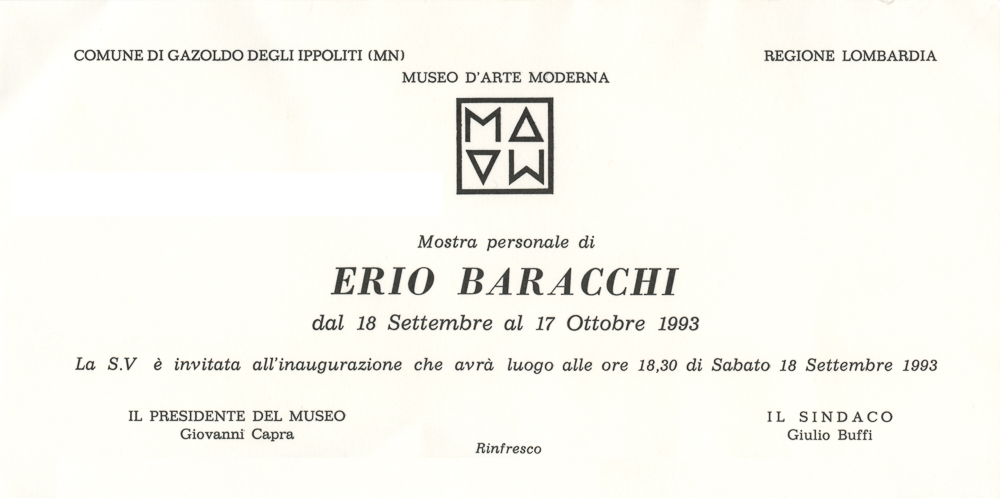 COMUNE DI GAZOLDO DEGLI IPPOLITI (MN)
REGIONE LOMBARDIA
MUSEO D'ARTE MODERNA
MA
Mostra personale di
ERIO BARACCHI
dal 18 Settembre al 17 Ottobre 1993
La S.V è invitata all'inaugurazione che avrà luogo alle ore 18,30 di Sabato 18 Settembre 1993
IL PRESIDENTE DEL MUSEO
Giovanni Capra
IL SINDACO
Giulio Buffi
Rinfresco